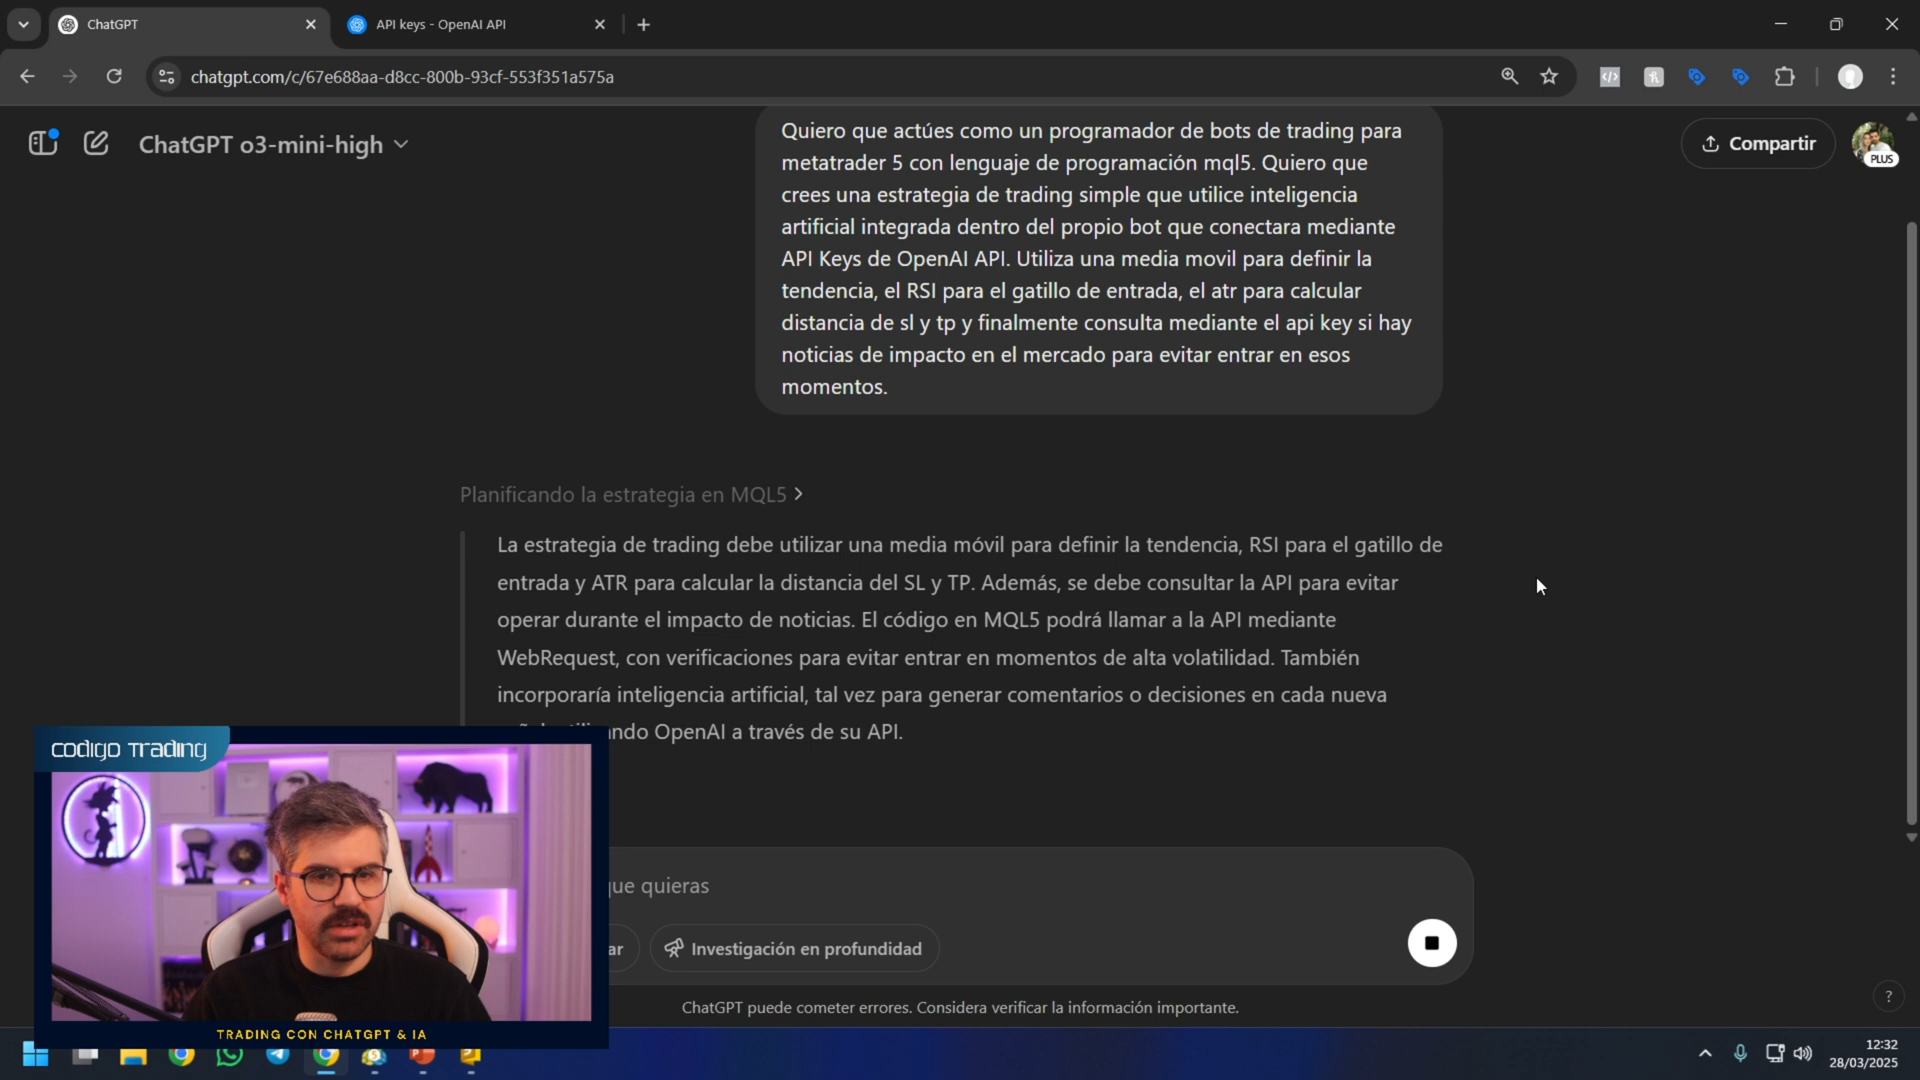 ChatGPT
API keys - OpenAI API
chatgpt.com/c/67e688aa-d8cc-800b-93cf-553f351a575a
ChatGPT o3-mini-high
Compartir
PLUS
Quiero que actúes como un programador de bots de trading para
metatrader 5 con lenguaje de programación mql5. Quiero que
crees una estrategia de trading simple que utilice inteligencia
artificial integrada dentro del propio bot que conectara mediante
API Keys de OpenAI API. Utiliza una media movil para definir la
tendencia, el RSI para el gatillo de entrada, el atr para calcular
distancia de sl y tp y finalmente consulta mediante el api key si hay
noticias de impacto en el mercado para evitar entrar en esos
momentos.
Planificando la estrategia en MQL5
La estrategia de trading debe utilizar una media móvil para definir la tendencia, RSI para el gatillo de
entrada y ATR para calcular la distancia del SL y TP. Además, se debe consultar la API para evitar
operar durante el impacto de noticias. El código en MQL5 podrá llamar a la API mediante
WebRequest, con verificaciones para evitar entrar en momentos de alta volatilidad. También
incorporaría inteligencia artificial, tal vez para generar comentarios o decisiones en cada nueva
OpenAI a través de su API.
quieras
Investigación en profundidad
ChatGPT puede cometer errores. Considera verificar la información importante.
?
codigo Trading
TRADING CON CHATGPT & IA
12:32
28/03/2025